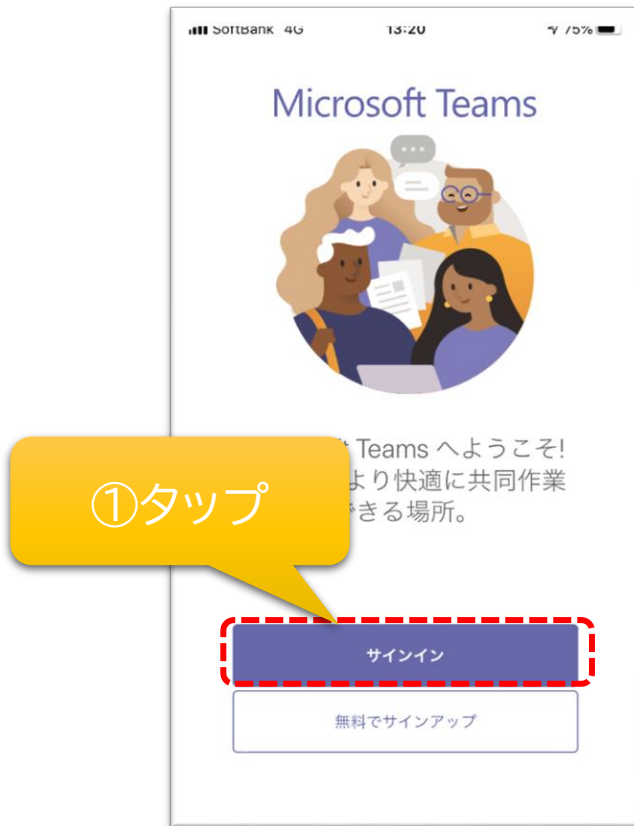 SoftBank 4G 13:20 75%
Microsoft Teams
Teams へようこそ!
より快適に共同作業
できる場所。
①タップ
サインイン
無料でサインアップ